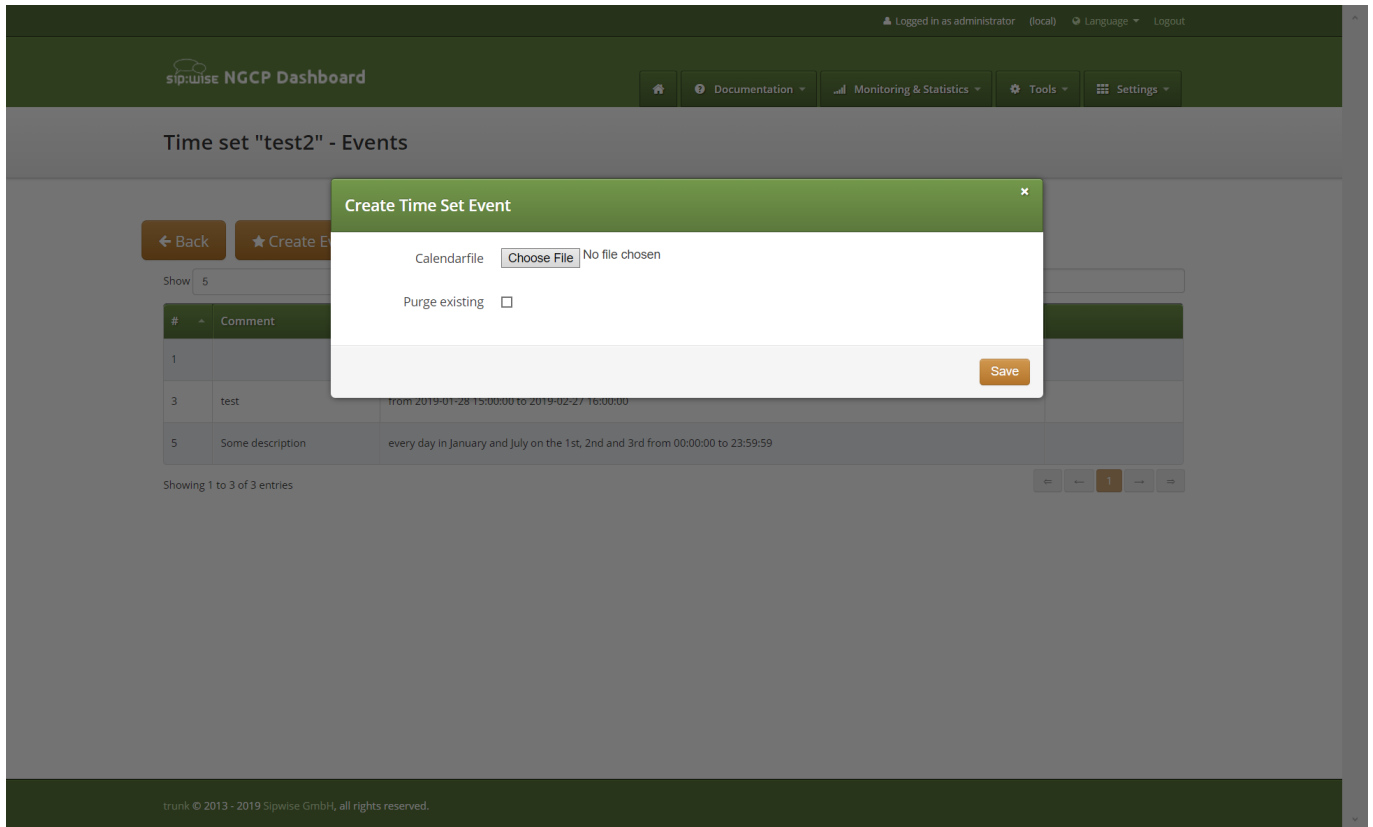 Logged in as administrator (local) Language Logout
sip:wise NGCP Dashboard
Documentation Monitoring & Statistics Tools Settings
Time set "test2" - Events
Create Time Set Event
Back Create
Calendarfile Choose File No file chosen
Show 5
Purge existing
# Comment
1
Save
3 test from 2019-01-28 15:00:00 to 2019-02-27 16:00:00
5 Some description every day in January and July on the 1st, 2nd and 3rd from 00:00:00 to 23:59:59
Showing 1 to 3 of 3 entries
1
trunk © 2013 - 2019 Sipwise GmbH, all rights reserved.